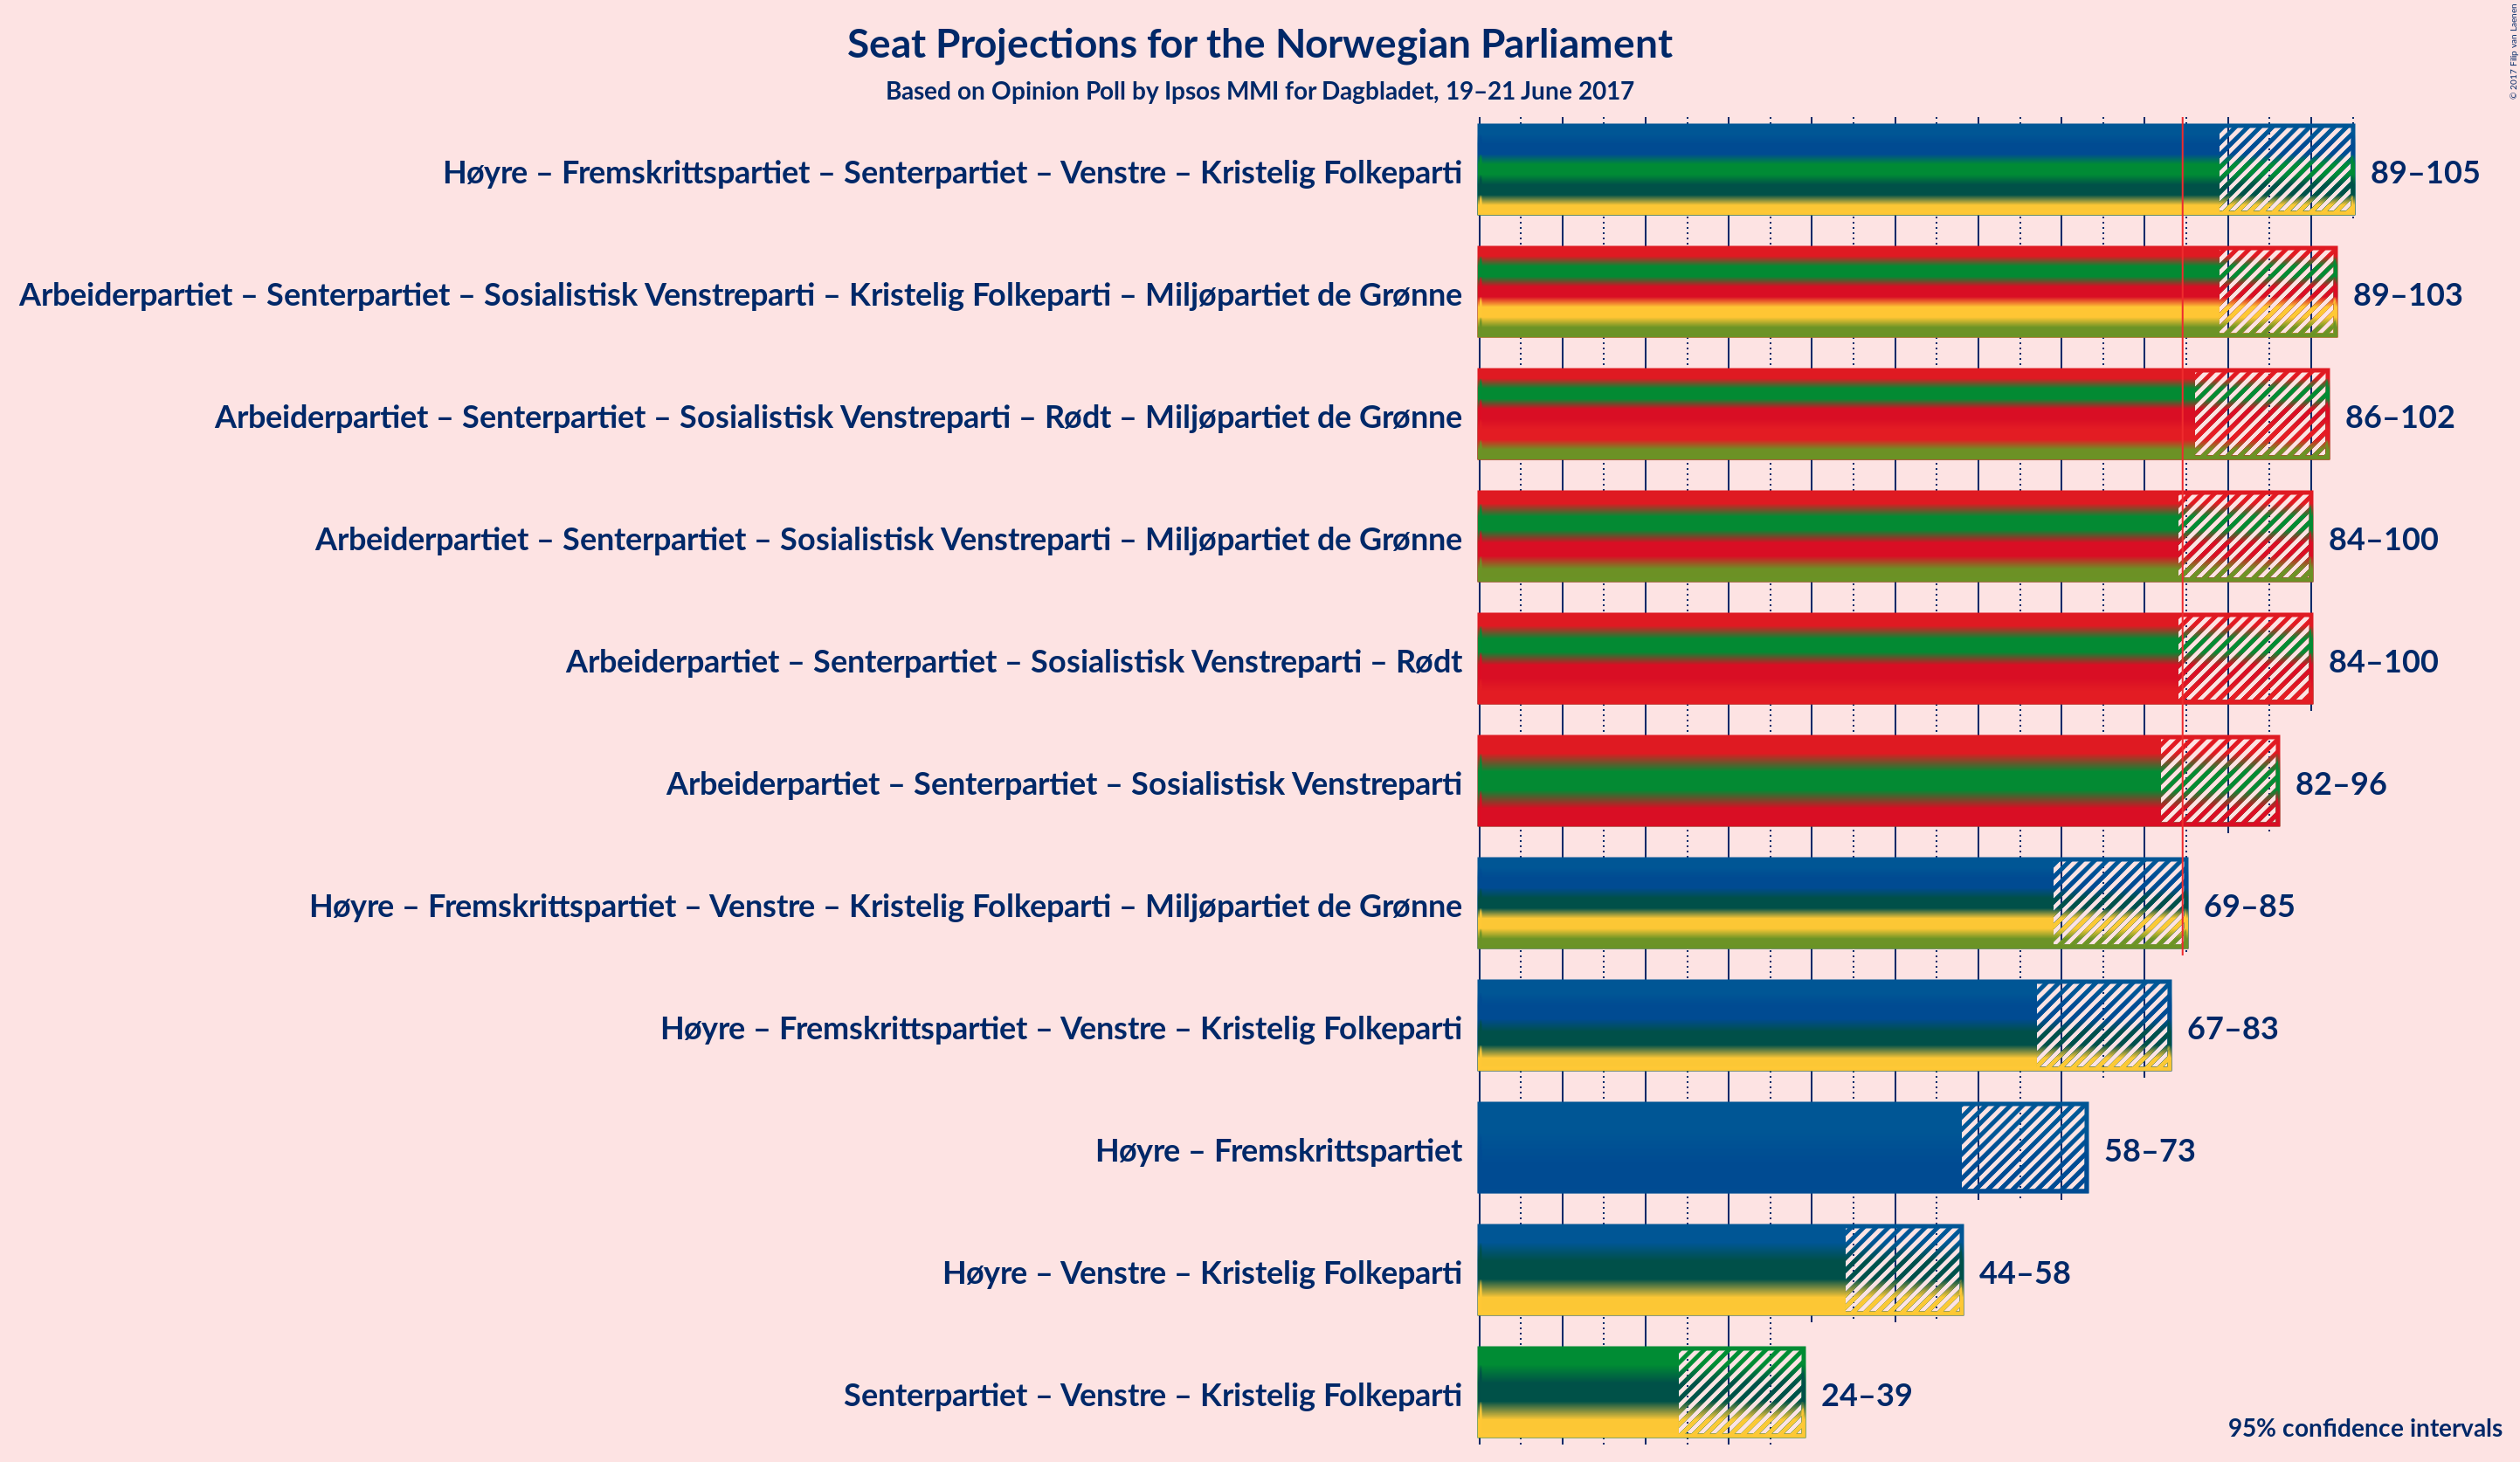 Seat Projections for the Norwegian Parliament
Based on Opinion Poll by Ipsos MMI for Dagbladet, 19–21 June 2017
© 2017 Filip van Laenen
Høyre – Fremskrittspartiet – Senterpartiet – Venstre – Kristelig Folkeparti 89–105
Arbeiderpartiet – Senterpartiet – Sosialistisk Venstreparti – Kristelig Folkeparti – Miljøpartiet de Grønne 89–103
Arbeiderpartiet – Senterpartiet – Sosialistisk Venstreparti – Rødt – Miljøpartiet de Grønne 86–102
Arbeiderpartiet – Senterpartiet – Sosialistisk Venstreparti – Miljøpartiet de Grønne 84–100
Arbeiderpartiet – Senterpartiet – Sosialistisk Venstreparti – Rødt 84–100
Arbeiderpartiet – Senterpartiet – Sosialistisk Venstreparti 82–96
Høyre – Fremskrittspartiet – Venstre – Kristelig Folkeparti – Miljøpartiet de Grønne 69–85
Høyre – Fremskrittspartiet – Venstre – Kristelig Folkeparti 67–83
Høyre – Fremskrittspartiet 58–73
Høyre – Venstre – Kristelig Folkeparti 44–58
Senterpartiet – Venstre – Kristelig Folkeparti 24–39
95% confidence intervals